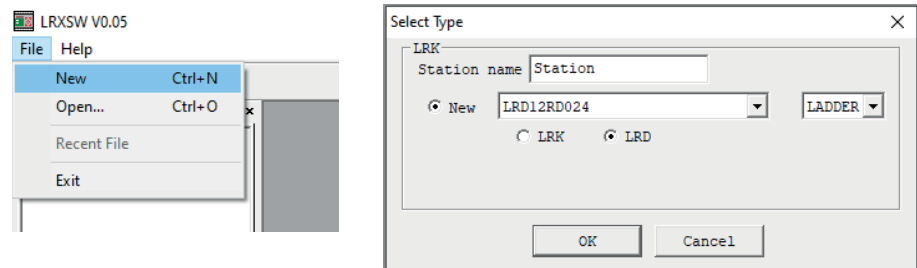 LRXSW V0.05
File Help
New Ctrl+N
Open... Ctrl+O
Recent File
Exit
Select Type
LRK
Station name Station
New LRD12RD024 LADDER
LRK LRD
OK Cancel